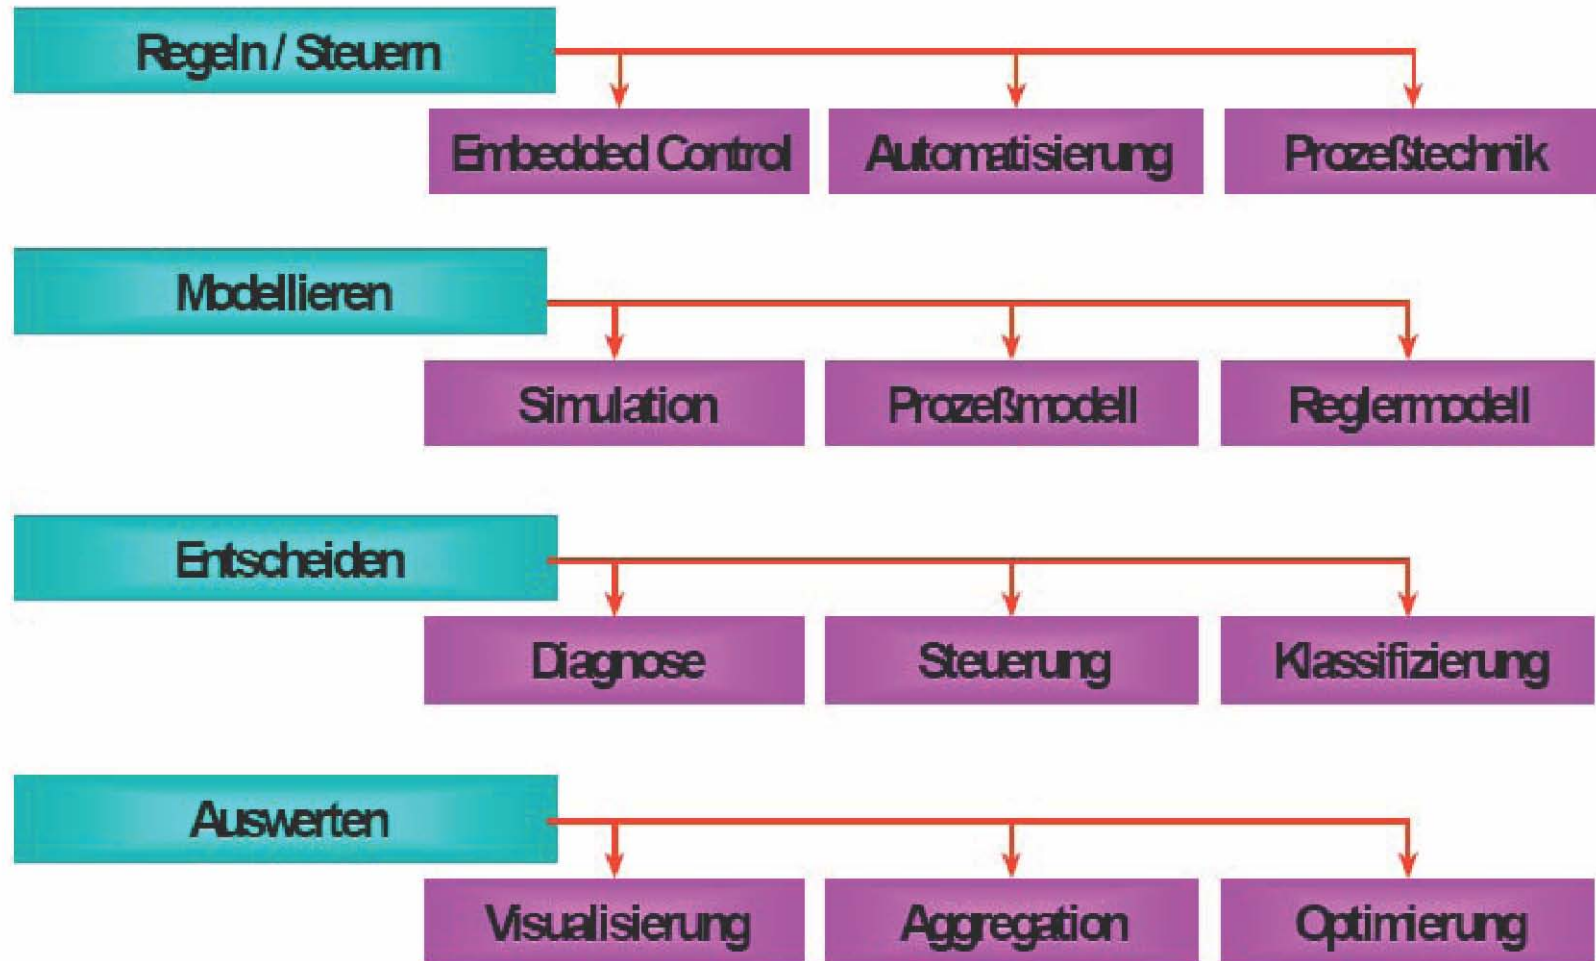 Regeln / Steuern
Embedded Control Automatisierung Prozeßtechnik
Modellieren
Simulation Prozeßmodell Reglermodell
Entscheiden
Diagnose Steuerung Klassifizierung
Auswerten
Visualisierung Aggregation Optimierung